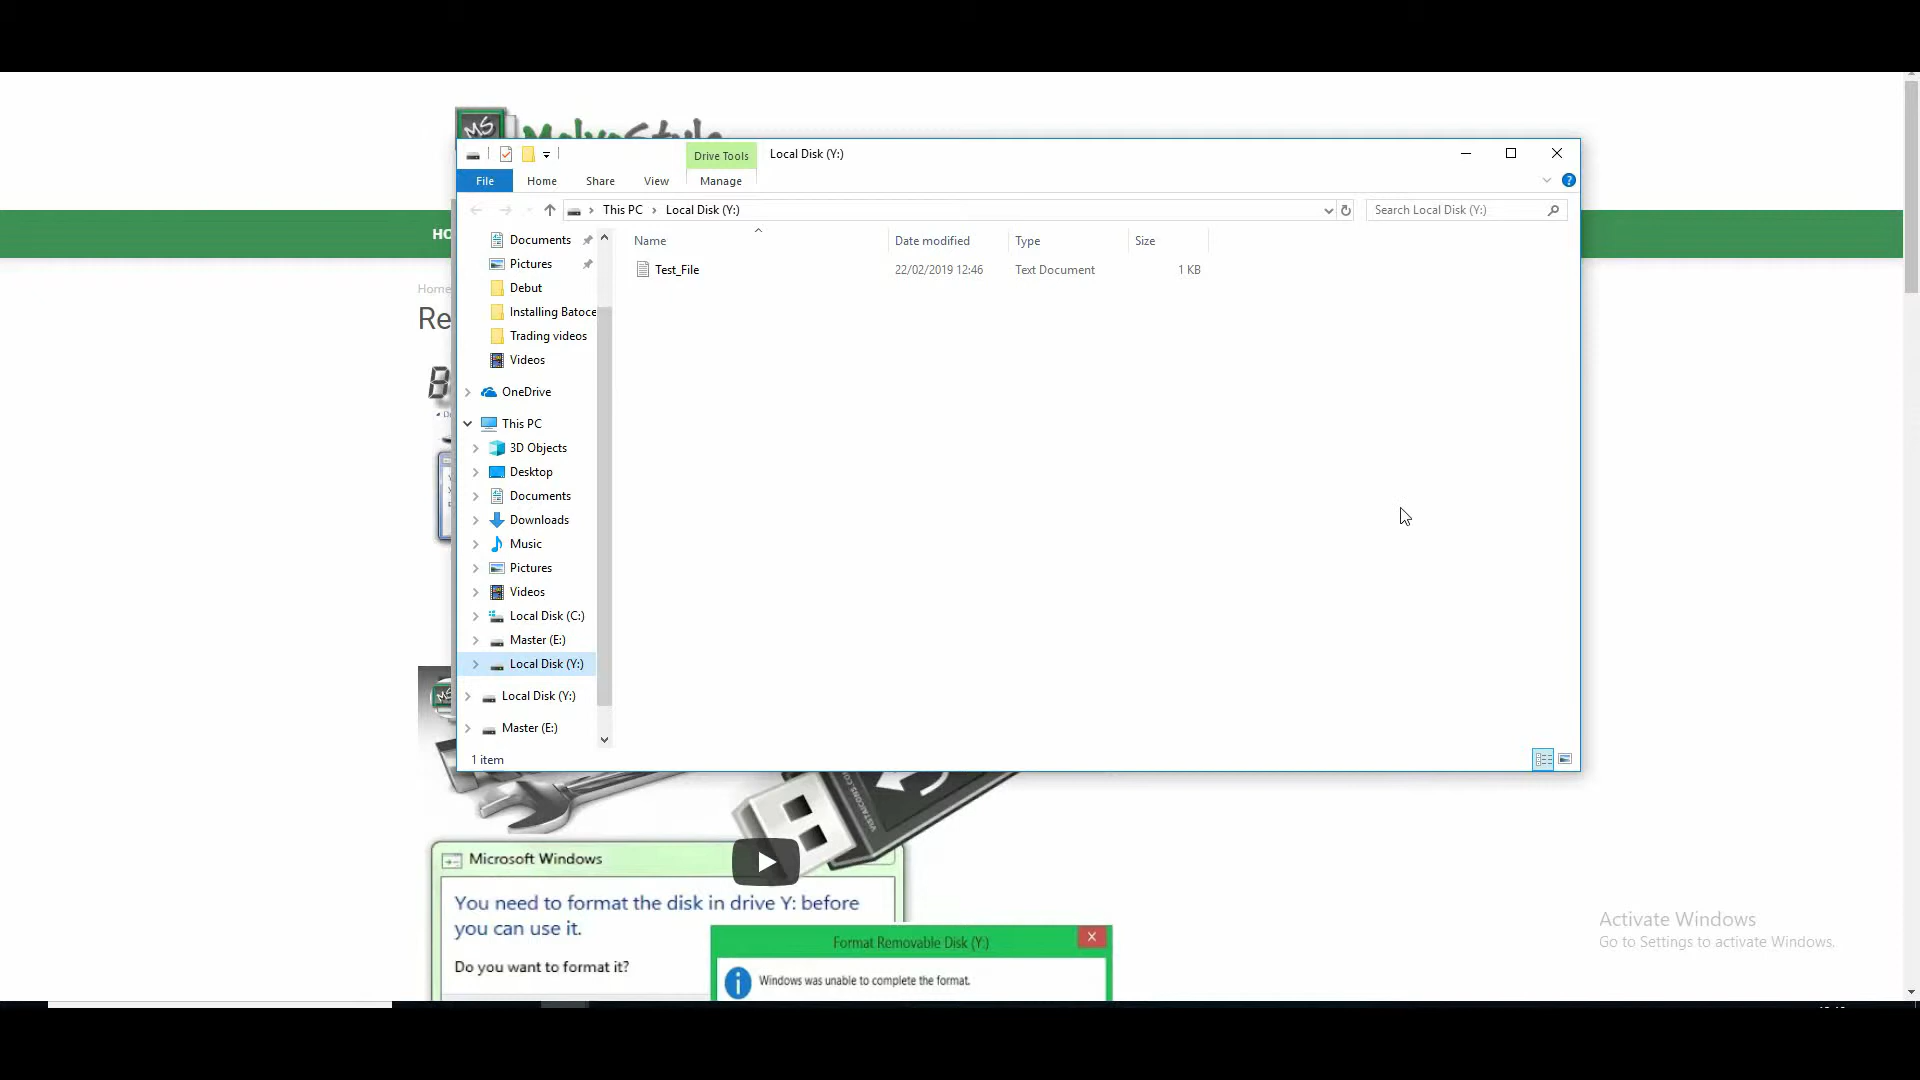 MS MelvoStyle
Drive Tools Local Disk (Y:)
File Home Share View Manage
This PC Local Disk (Y:) Search Local Disk (Y:)
HO
Home
Re
Name Date modified Type Size
Test_File 22/02/2019 12:46 Text Document 1 KB
Documents
Pictures
Debut
Installing Batoce
Trading videos
Videos
OneDrive
This PC
3D Objects
Desktop
Documents
Downloads
Music
Pictures
Videos
Local Disk (C:)
Master (E:)
Local Disk (Y:)
Local Disk (Y:)
Master (E:)
1 item
VISTAICONS.COM
Microsoft Windows
You need to format the disk in drive Y: before
you can use it.
Do you want to format it?
Format Removable Disk (Y:)
Windows was unable to complete the format.
Activate Windows
Go to Settings to activate Windows.